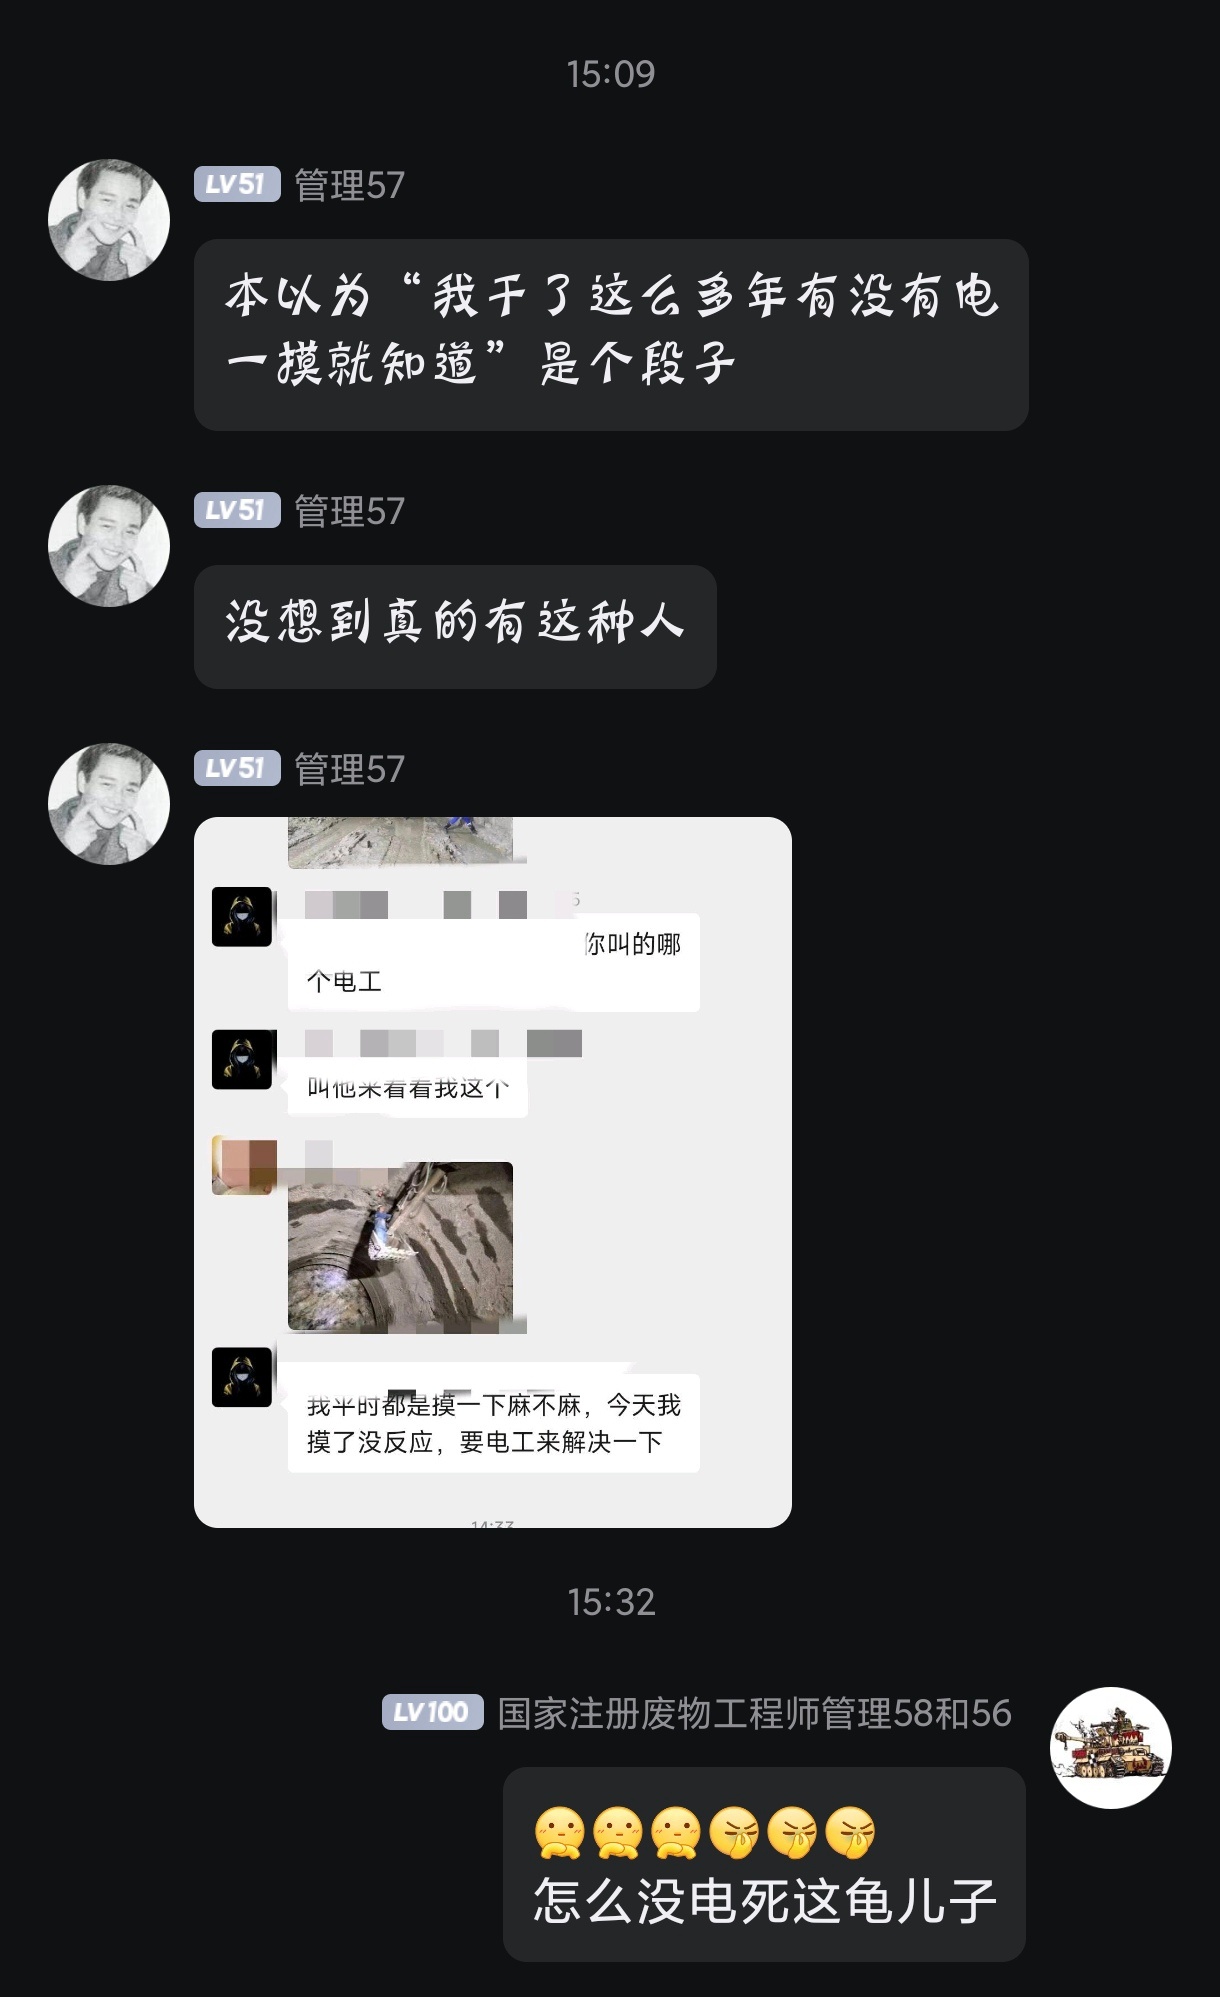 15:09
LV51 管理57
本以为“我干了这么多年有没有电
一摸就知道”是个段子
LV51 管理57
没想到真的有这种人
LV51 管理57
5
你叫的哪
个电工
叫他来看看我这个
我平时都是摸一下麻不麻，今天我
摸了没反应，要电工来解决一下
14:33
15:32
LV100 国家注册废物工程师管理58和56
怎么没电死这龟儿子